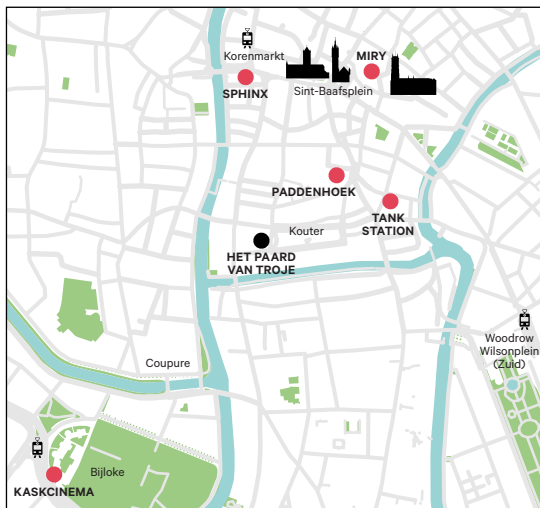 Korenmarkt
MIRY
SPHINX
Sint-Baafsplein
PADDENHOEK
TANK
STATION
Kouter
HET PAARD
VAN TROJE
Woodrow
Wilsonplein
(Zuid)
Coupure
Bijloke
KASKCINEMA